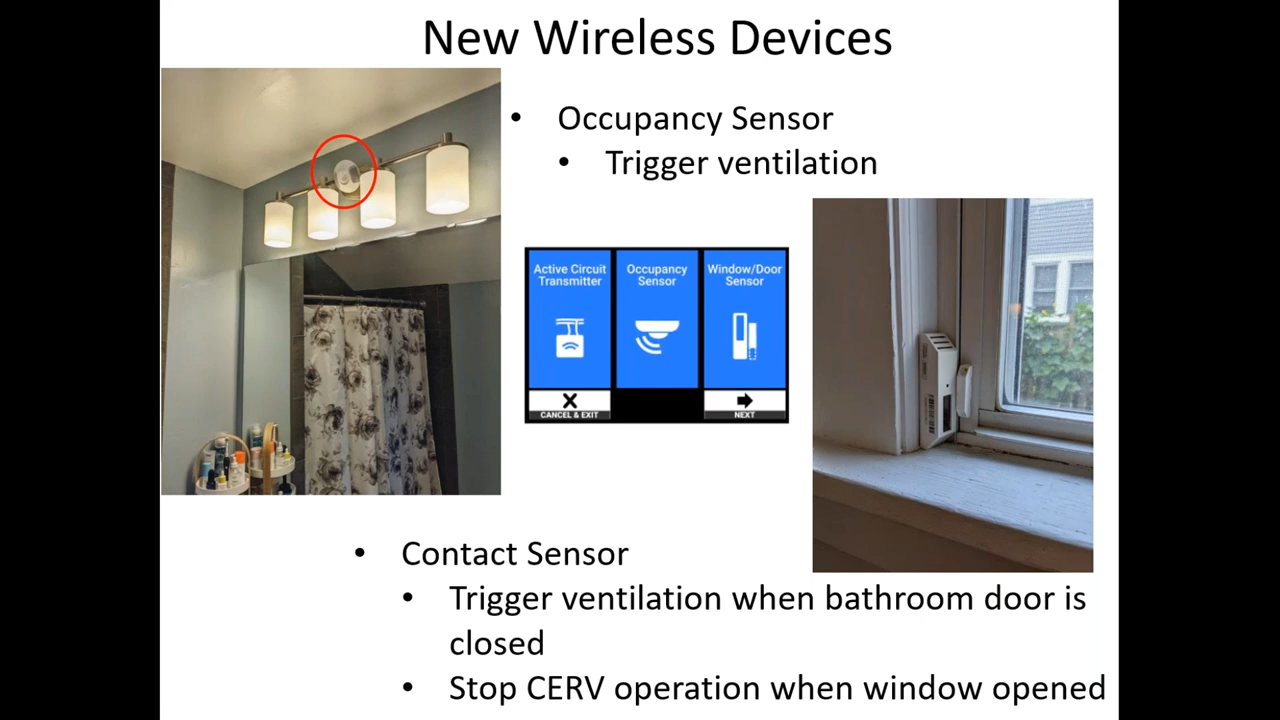 New Wireless Devices
• Occupancy Sensor
• Trigger ventilation
Active Circuit
Transmitter
Occupancy
Sensor
Window/Door
Sensor
CANCEL & EXIT
NEXT
• Contact Sensor
• Trigger ventilation when bathroom door is
closed
• Stop CERV operation when window opened